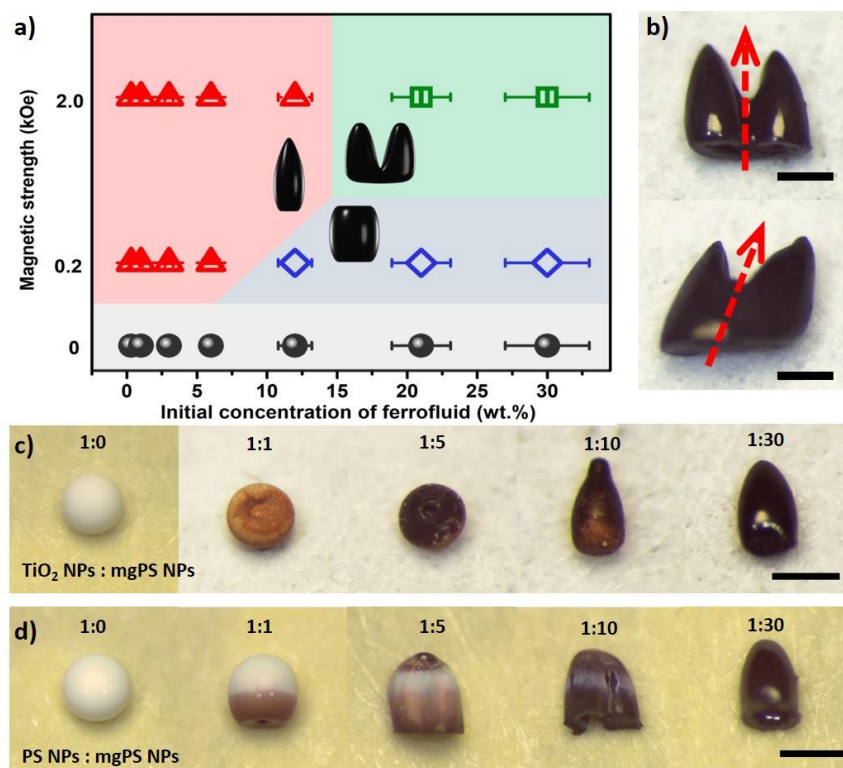 a)
b)
Magnetic strength (kOe)
2.0
0.2
0
0 5 10 15 20 25 30
Initial concentration of ferrofluid (wt.%)
c)
1:0 1:1 1:5 1:10 1:30
TiO₂ NPs : mgPS NPs
d)
1:0 1:1 1:5 1:10 1:30
PS NPs : mgPS NPs